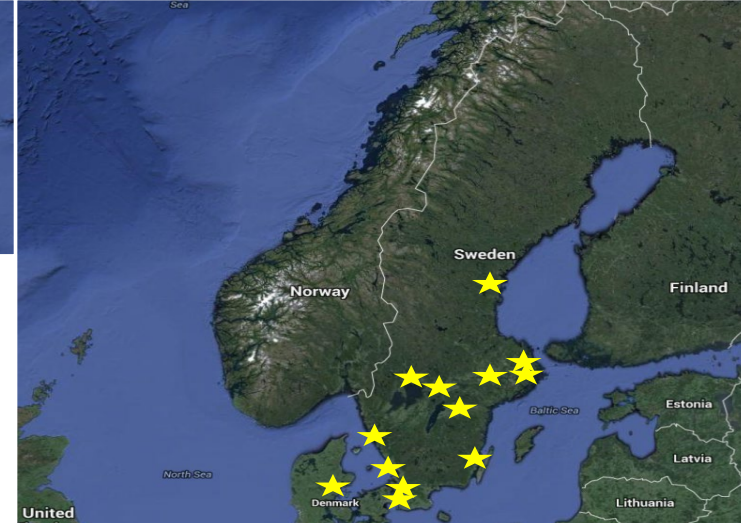 Sea
Sweden
Norway
Finland
Estonia
Baltic Sea
Latvia
North Sea
Denmark
Lithuania
United